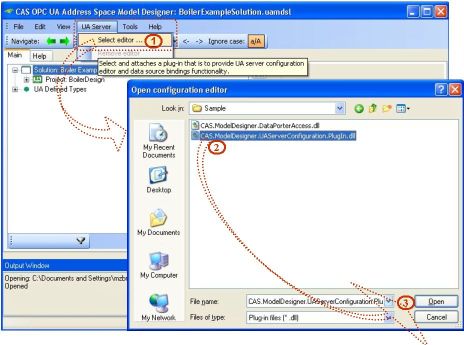 CAS OPC UA Address Space Model Designer: BoilerExampleSolution.uamdsl
File Edit View UA Server Tools Help
Navigate: Select editor ... 1 <- -> Ignore case: a/A
Remove editor
Main Help
Select and attaches a plug-in that is to provide UA server configuration
editor and data source bindings functionality.
Solution: Boiler Examp
Project: BoilerDesign
UA Defined Types
Open configuration editor
Look in: Sample
CAS.ModelDesigner.DataPorterAccess.dll
CAS.ModelDesigner.UAServerConfiguration.PlugIn.dll
2
My Recent
Documents
Desktop
My Documents
My Computer
My Network
Output Window
Opening: C:\Documents and Settings\mzbr
Opened
File name: CAS.ModelDesigner.UAServerConfiguration.Plu 3 Open
Files of type: Plug-in files (*.dll) Cancel